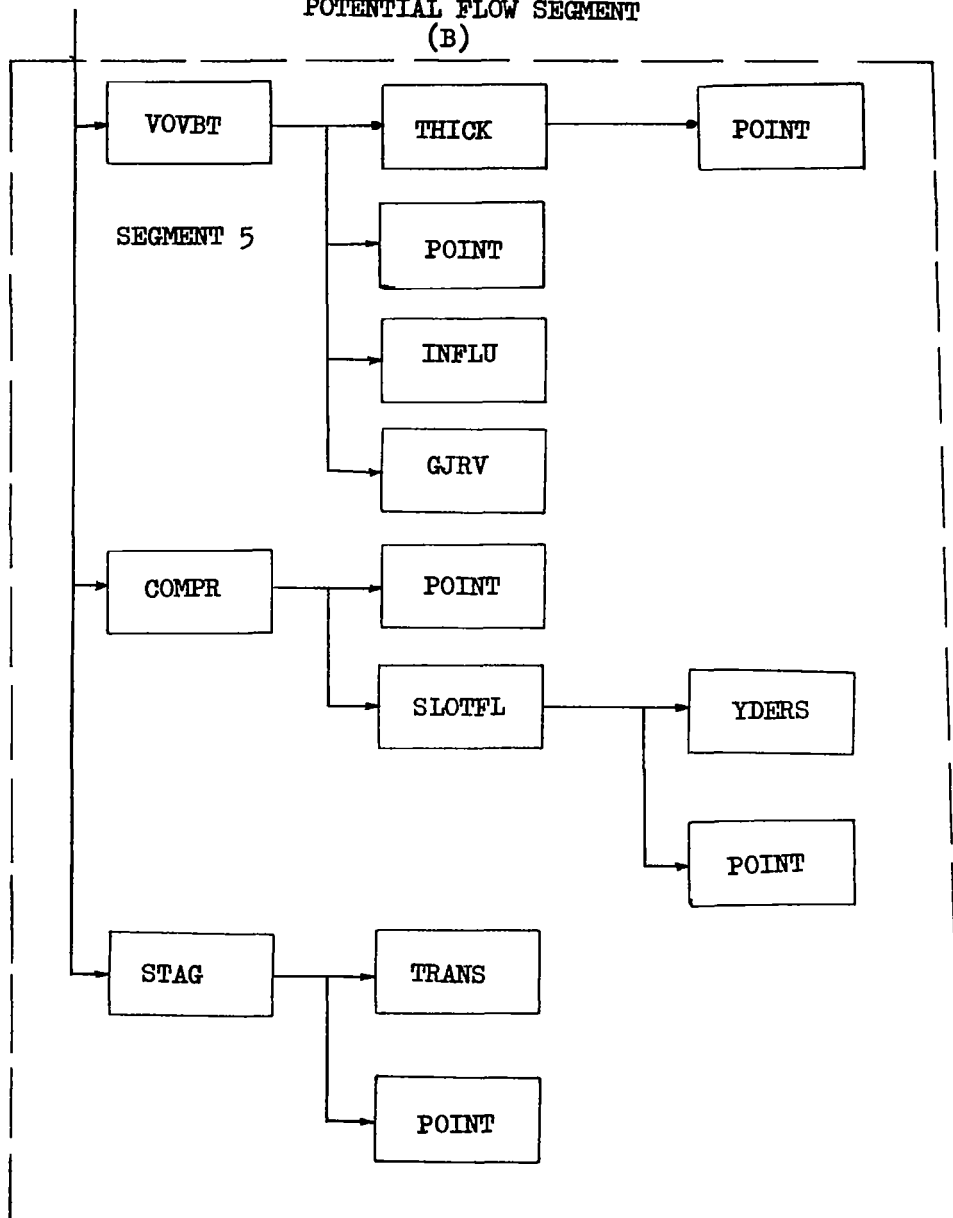 POTENTIAL FLOW SEGMENT
(B)
VOVBT
THICK
POINT
SEGMENT 5
POINT
INFLU
GJRV
COMPR
POINT
SLOTFL
YDERS
POINT
STAG
TRANS
POINT